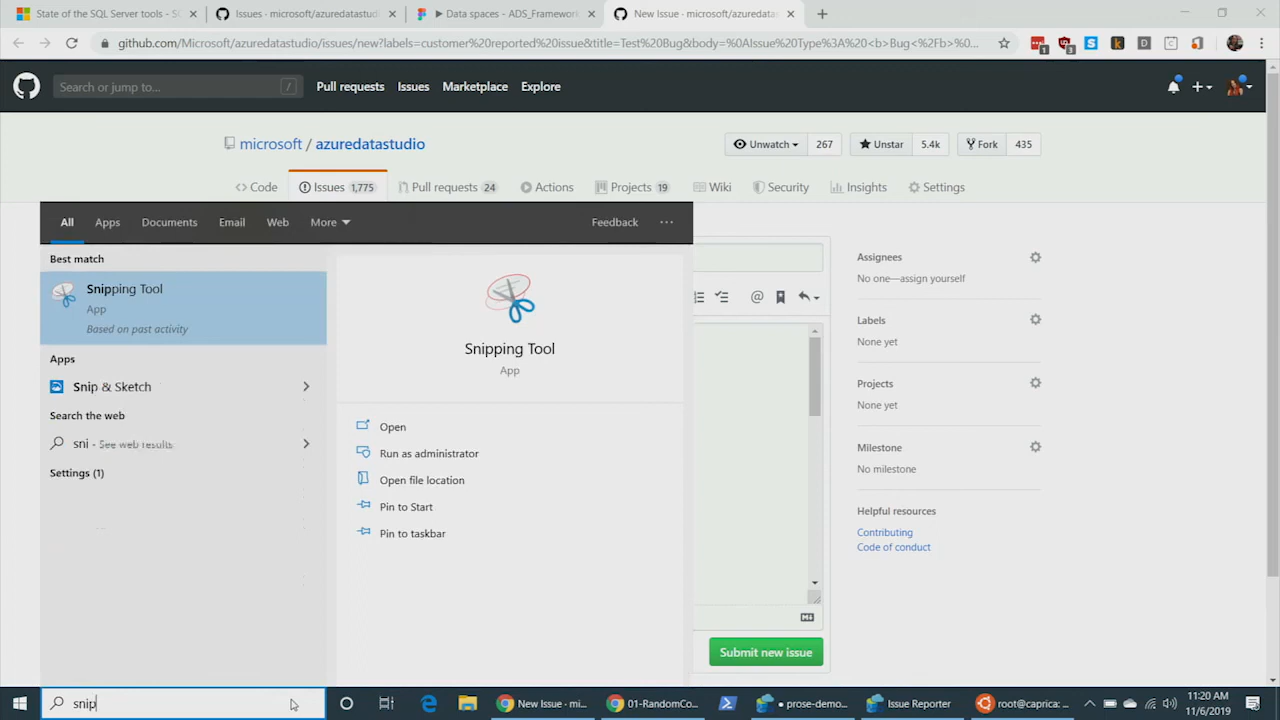 State of the SQL Server tools - S
Issues · microsoft/azuredatastudio
Data spaces - ADS_Framework
New Issue · microsoft/azuredatas
github.com/Microsoft/azuredatastudio/issues/new?labels=customer%20reported%20issue&title=Test%20Bug&body=%0AIssue%20Type%3A%20<b>Bug<%2Fb>%0...
1
3
Search or jump to...
/
Pull requests
Issues
Marketplace
Explore
microsoft / azuredatastudio
Unwatch
267
Unstar
5.4k
Fork
435
Code
Issues 1,775
Pull requests 24
Actions
Projects 19
Wiki
Security
Insights
Settings
All
Apps
Documents
Email
Web
More
Feedback
Best match
Snipping Tool
App
Based on past activity
Apps
Snip & Sketch
Search the web
sni - See web results
Settings (1)
Snipping Tool
App
Open
Run as administrator
Open file location
Pin to Start
Pin to taskbar
Assignees
No one—assign yourself
Labels
None yet
Projects
None yet
Milestone
No milestone
Helpful resources
Contributing
Code of conduct
Submit new issue
snip
New Issue · mi...
01-RandomCo...
● prose-demo...
Issue Reporter
root@caprica: ...
11:20 AM
11/6/2019